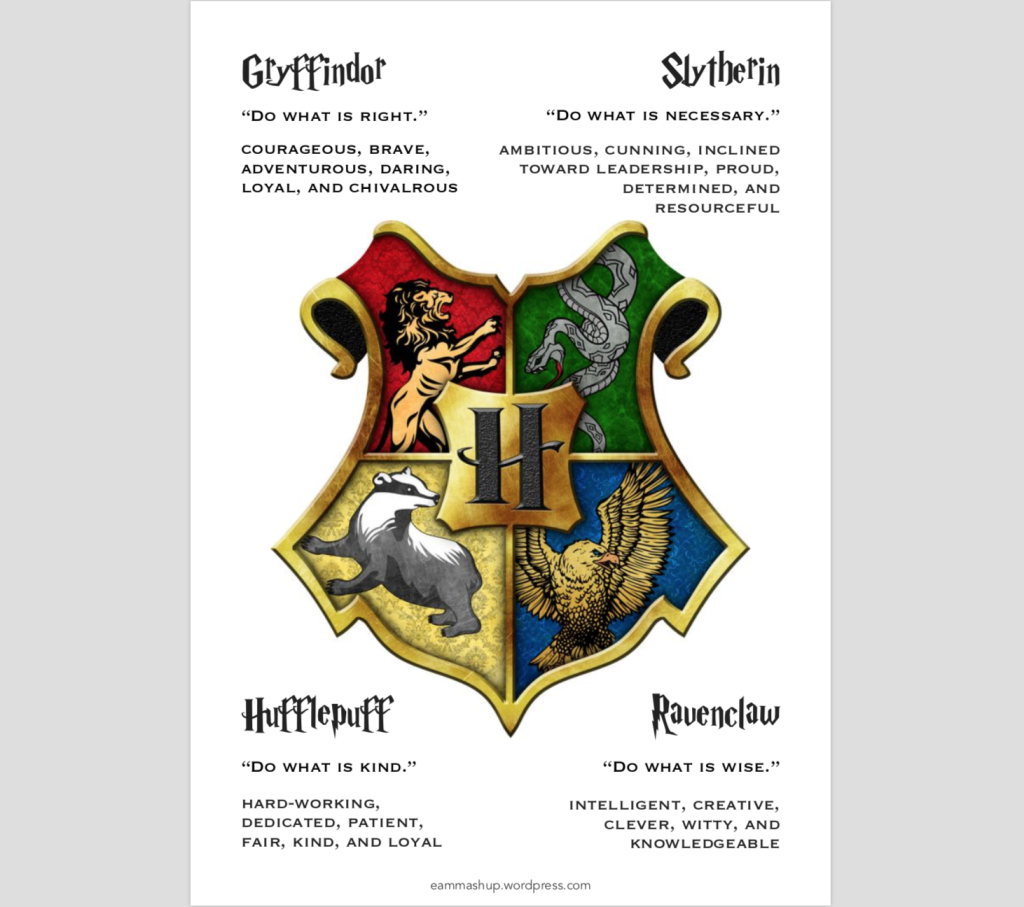 Gryffindor
“Do what is right.”
courageous, brave,
adventurous, daring,
loyal, and chivalrous
Slytherin
“Do what is necessary.”
ambitious, cunning, inclined
toward leadership, proud,
determined, and
resourceful
H
Hufflepuff
“Do what is kind.”
hard-working,
dedicated, patient,
fair, kind, and loyal
Ravenclaw
“Do what is wise.”
intelligent, creative,
clever, witty, and
knowledgeable
eammashup.wordpress.com